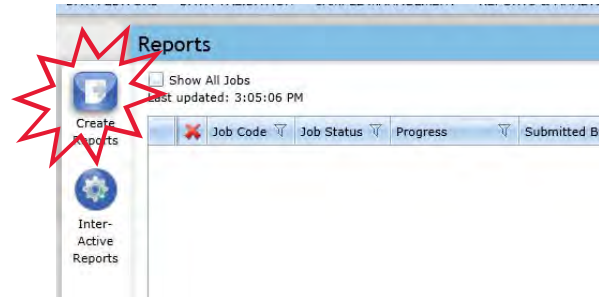 Reports
Show All Jobs
Last updated: 3:05:06 PM
Create
Reports
Job Code Job Status Progress Submitted B
Inter-
Active
Reports